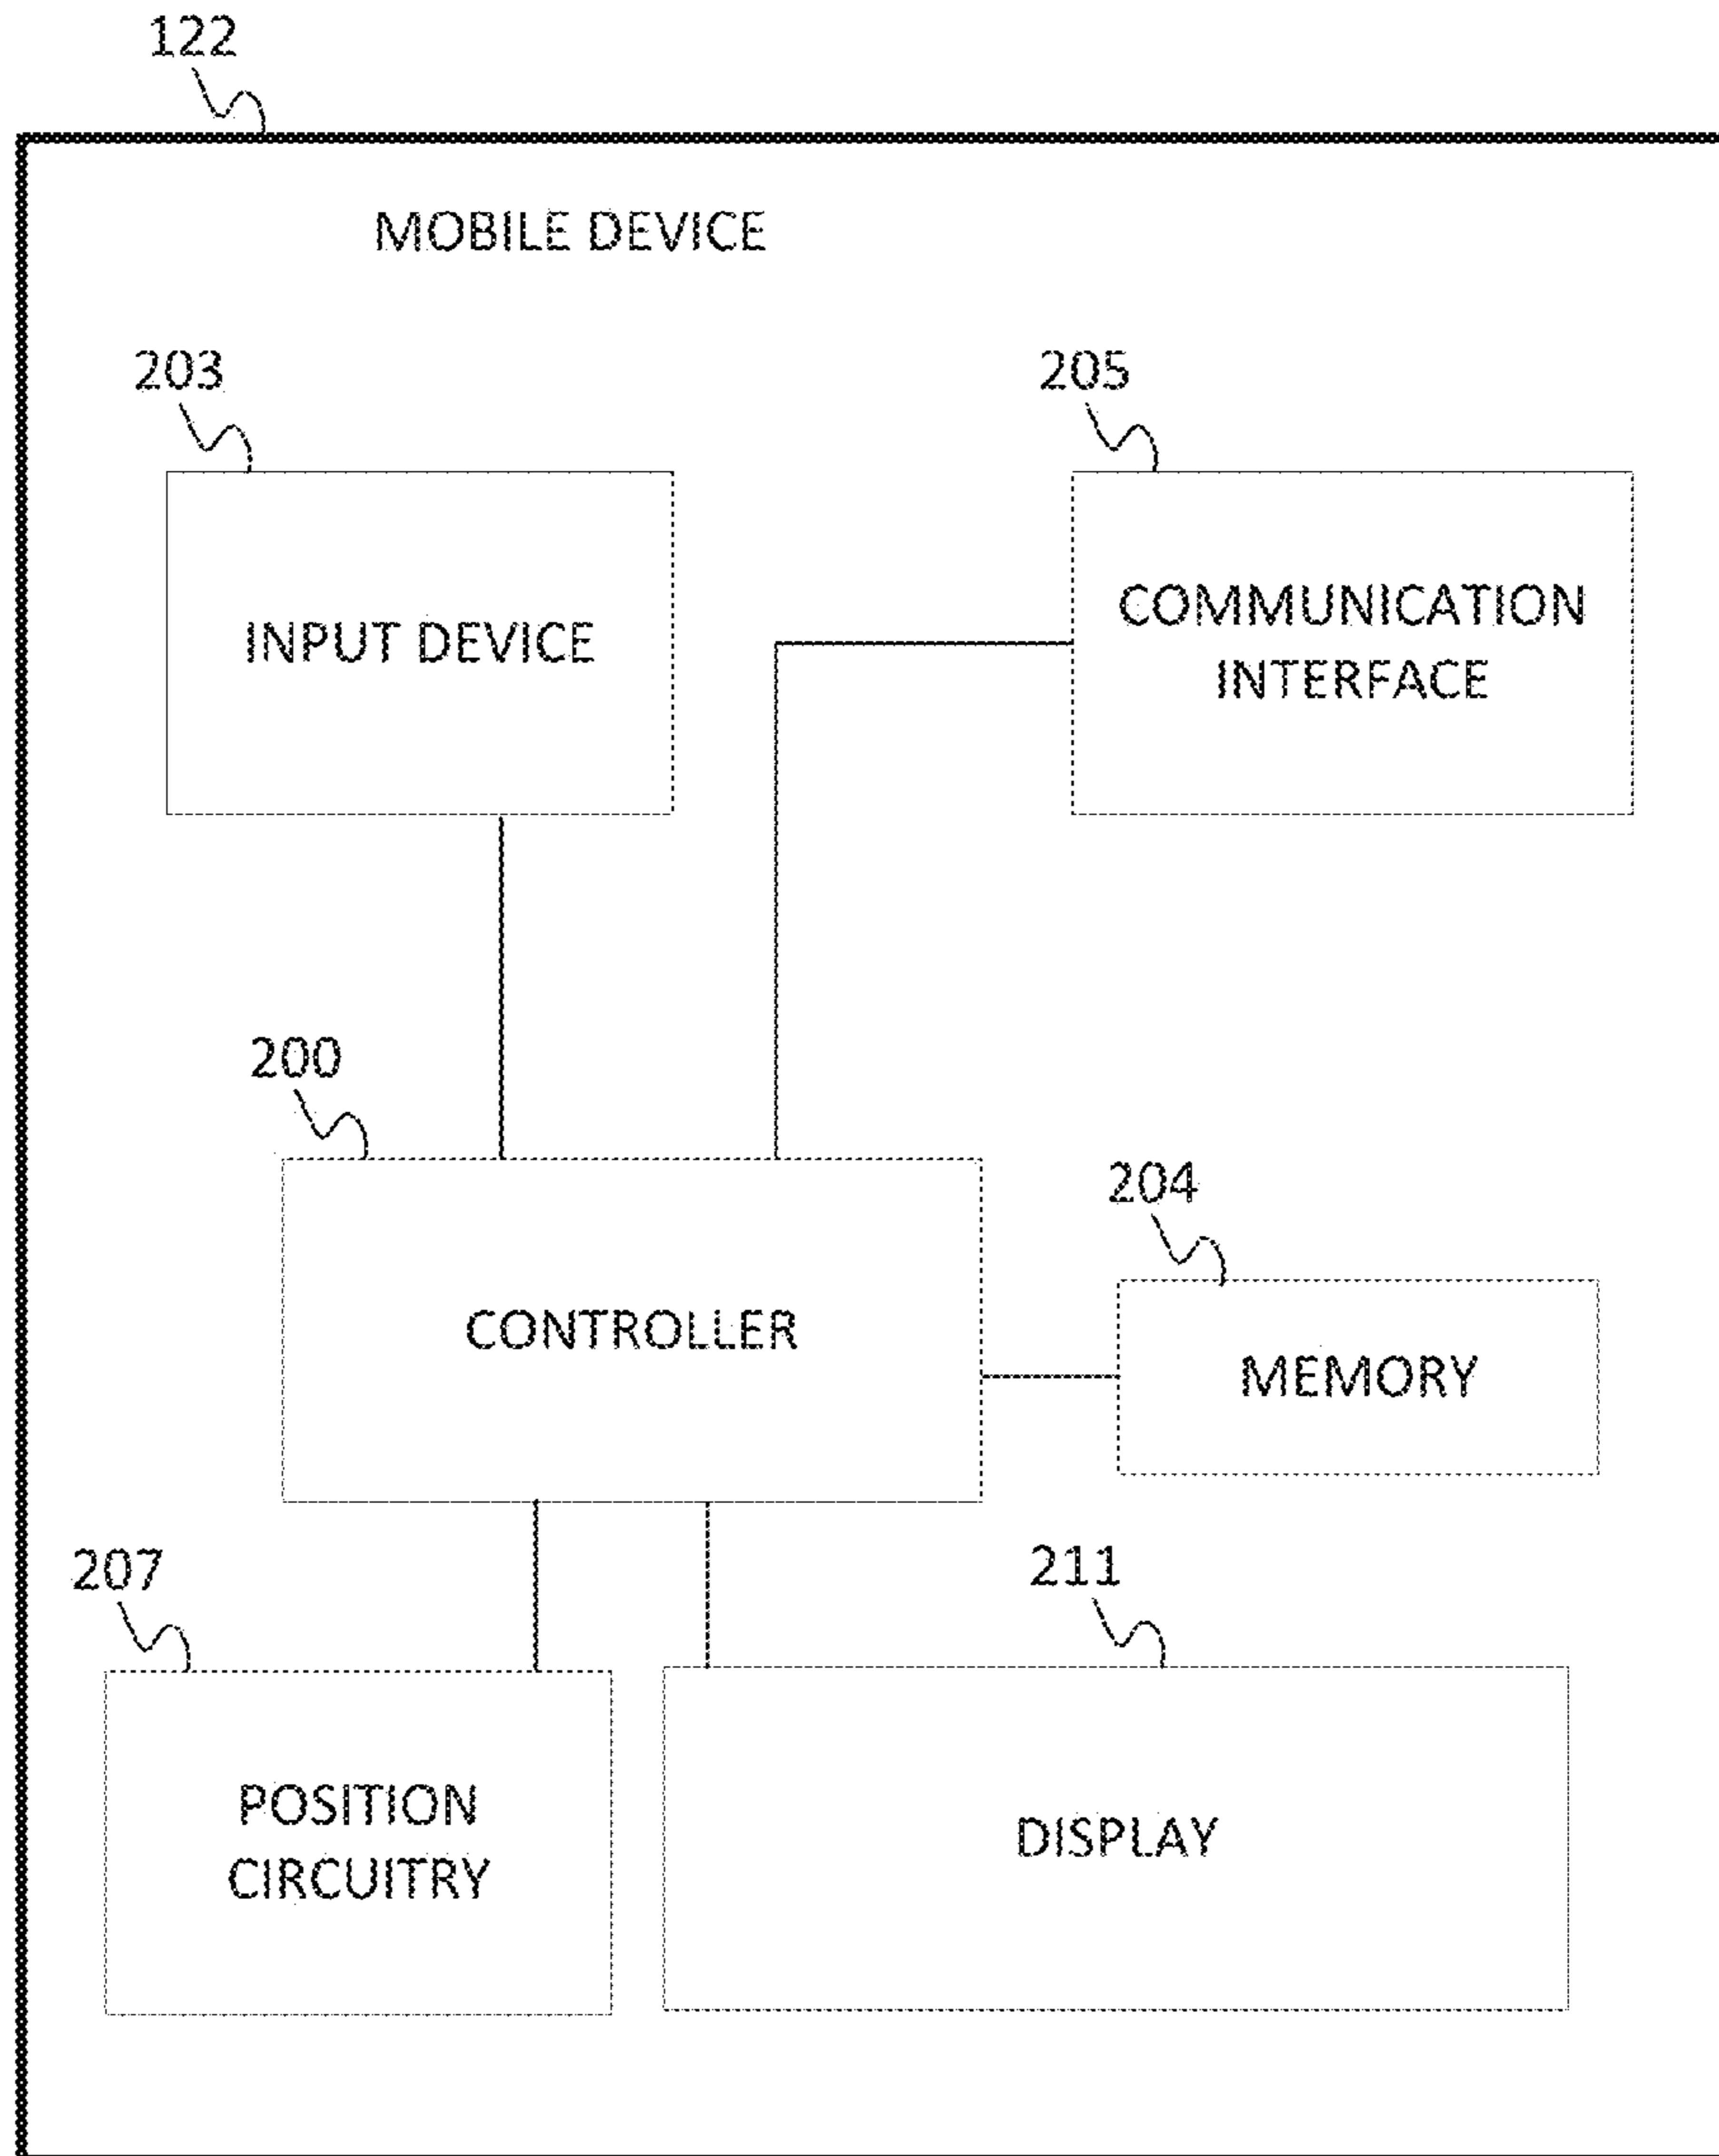 122
MOBILE DEVICE
203
205
INPUT DEVICE
COMMUNICATION
INTERFACE
200
204
CONTROLLER
MEMORY
207
211
POSITION
CIRCUITRY
DISPLAY